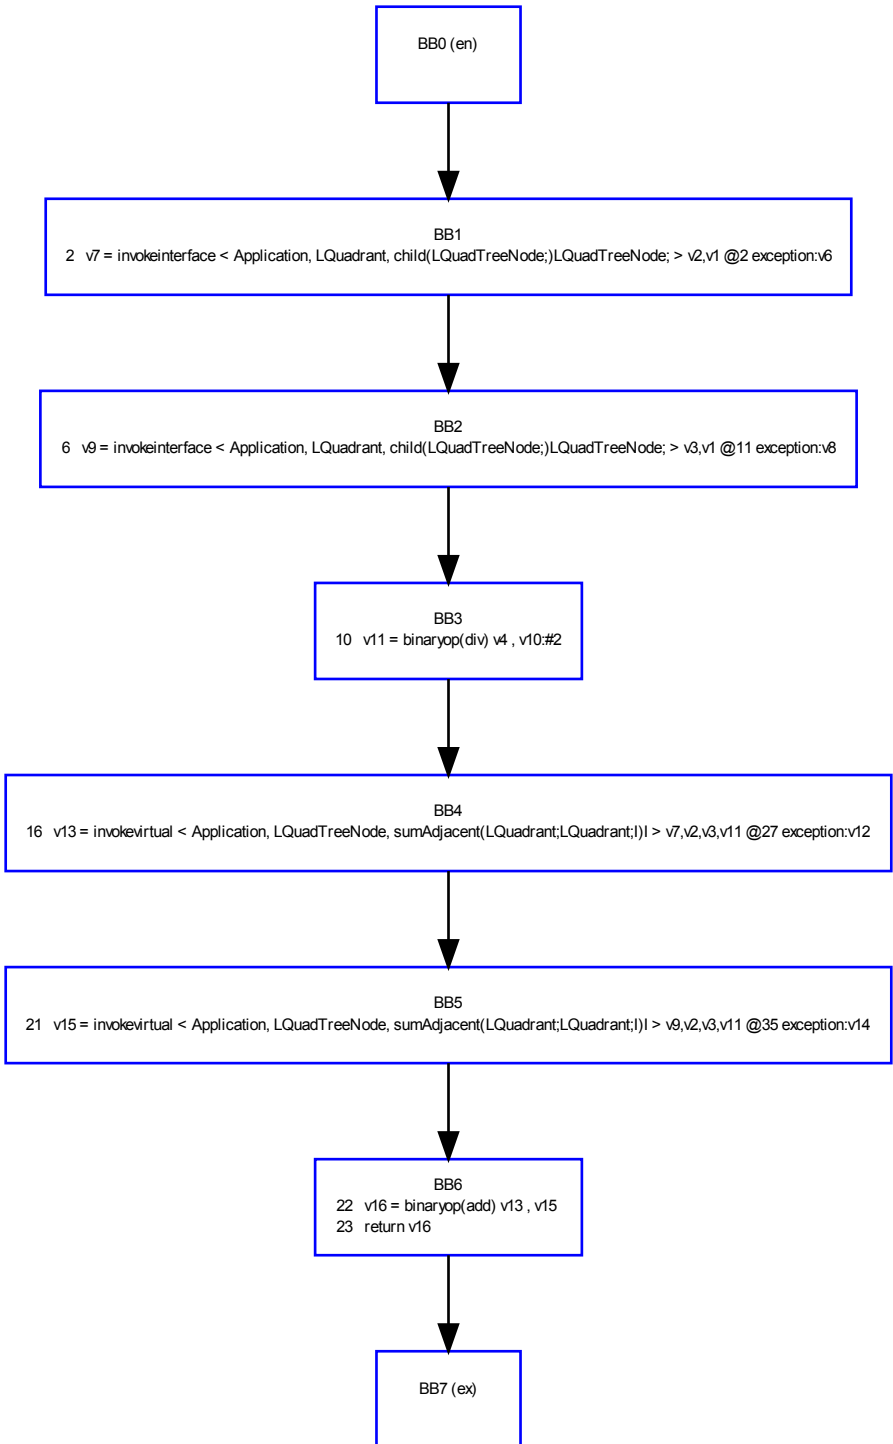 BB0 (en)
BB1
2 v7 = invokeinterface < Application, LQuadrant, child(LQuadTreeNode;)LQuadTreeNode; > v2,v1 @2 exception:v6
BB2
6 v9 = invokeinterface < Application, LQuadrant, child(LQuadTreeNode;)LQuadTreeNode; > v3,v1 @11 exception:v8
BB3
10 v11 = binaryop(div) v4 , v10:#2
BB4
16 v13 = invokevirtual < Application, LQuadTreeNode, sumAdjacent(LQuadrant;LQuadrant;I)I > v7,v2,v3,v11 @27 exception:v12
BB5
21 v15 = invokevirtual < Application, LQuadTreeNode, sumAdjacent(LQuadrant;LQuadrant;I)I > v9,v2,v3,v11 @35 exception:v14
BB6
22 v16 = binaryop(add) v13 , v15
23 return v16
BB7 (ex)